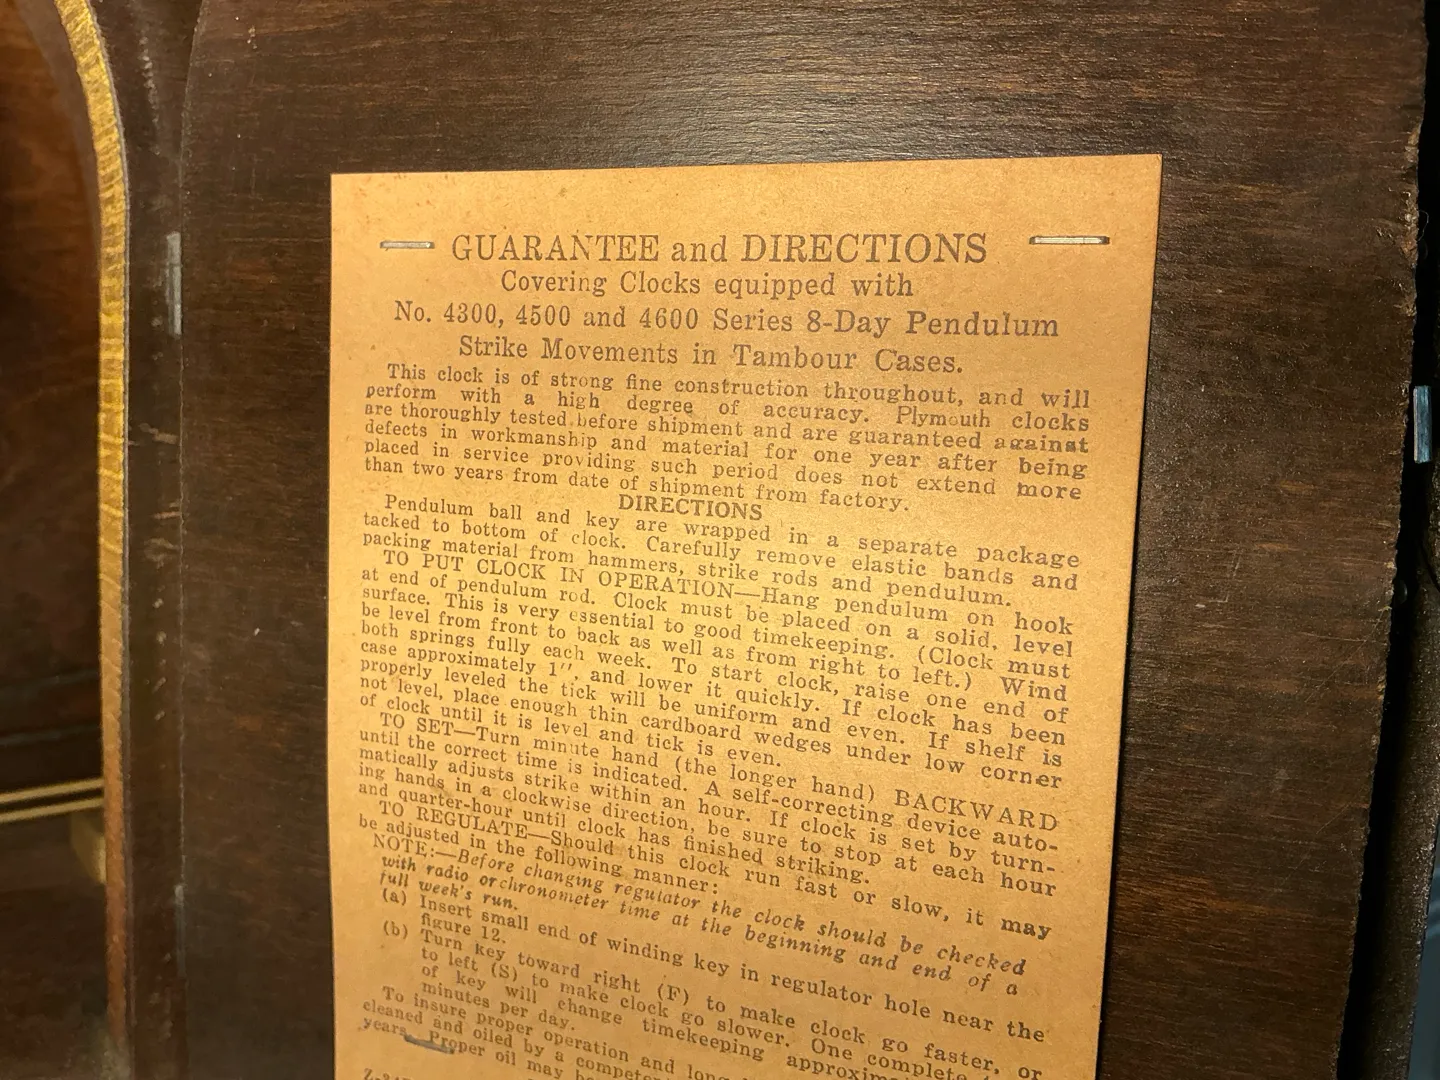 GUARANTEE and DIRECTIONS
Covering Clocks equipped with
No. 4300, 4500 and 4600 Series 8-Day Pendulum
Strike Movements in Tambour Cases.
This clock is of strong fine construction throughout, and will
perform with a high degree of accuracy. Plymouth clocks
are thoroughly tested before shipment and are guaranteed against
defects in workmanship and material for one year after being
placed in service providing such period does not extend more
than two years from date of shipment from factory.
DIRECTIONS
Pendulum ball and key are wrapped in a separate package
tacked to bottom of clock. Carefully remove elastic bands and
packing material from hammers, strike rods and pendulum.
TO PUT CLOCK IN OPERATION—Hang pendulum on hook
at end of pendulum rod. Clock must be placed on a solid, level
surface. This is very essential to good timekeeping. (Clock must
be level from front to back as well as from right to left.) Wind
both springs fully each week. To start clock, raise one end of
case approximately 1″, and lower it quickly. If clock has been
properly leveled the tick will be uniform and even. If shelf is
not level, place enough thin cardboard wedges under low corner
of clock until it is level and tick is even.
TO SET—Turn minute hand (the longer hand) BACKWARD
until the correct time is indicated. A self-correcting device auto-
matically adjusts strike within an hour. If clock is set by turn-
ing hands in a clockwise direction, be sure to stop at each hour
and quarter-hour until clock has finished striking.
TO REGULATE—Should this clock run fast or slow, it may
be adjusted in the following manner:
NOTE:—Before changing regulator the clock should be checked
with radio or chronometer time at the beginning and end of a
full week's run.
(a) Insert small end of winding key in regulator hole near the
figure 12.
(b) Turn key toward right (F) to make clock go faster, or
to left (S) to make clock go slower. One complete
of key will change timekeeping
minutes per day.
To insure proper operation and
cleaned and oiled by a
years. Proper oil may